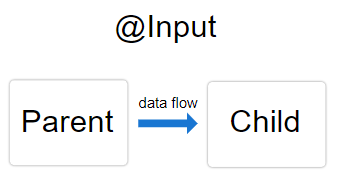 @Input
data flow
Parent
Child